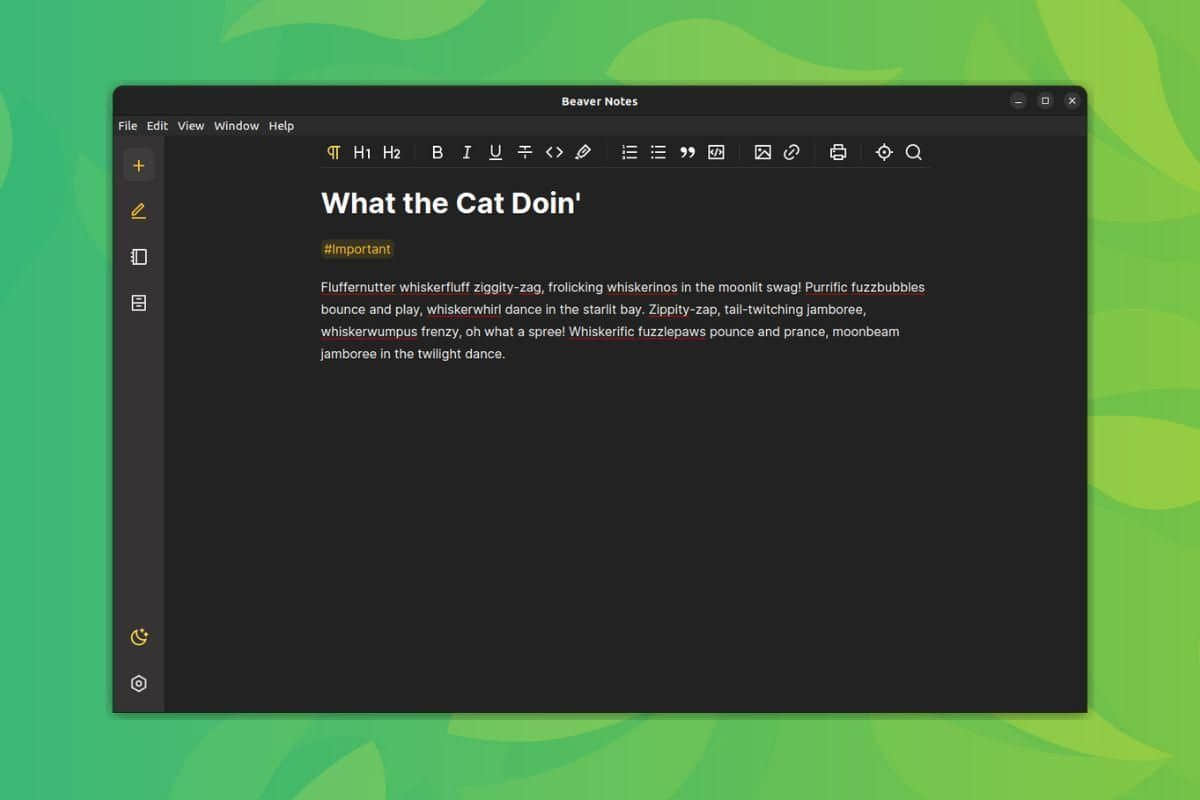 Beaver Notes
File Edit View Window Help
H1 H2 B I U T
What the Cat Doin'
#Important
Fluffernutter whiskerfluff ziggity-zag, frolicking whiskerinos in the moonlit swag! Purrific fuzzbubbles
bounce and play, whiskerwhirl dance in the starlit bay. Zippity-zap, tail-twitching jamboree,
whiskerwumpus frenzy, oh what a spree! Whiskerific fuzzlepaws pounce and prance, moonbeam
jamboree in the twilight dance.